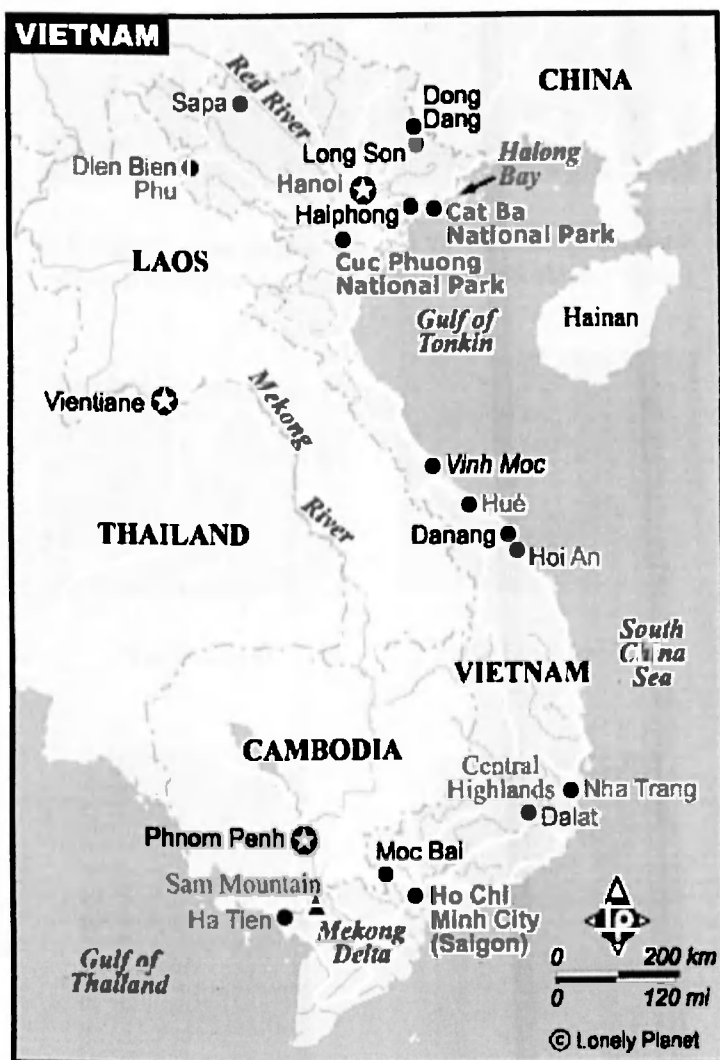 VIETNAM
CHINA
Red River
Sapa
Dong
Dang
Long Son
Halong
Bay
Dien Bien
Phu
Hanoi
Haiphong
Cat Ba
National Park
LAOS
Cuc Phuong
National Park
Gulf of
Tonkin
Hainan
Vientiane
Mekong
River
Vinh Moc
Hué
THAILAND
Danang
Hoi An
South
China
Sea
VIETNAM
CAMBODIA
Central
Highlands
Nha Trang
Dalat
Phnom Penh
Moc Bai
Sam Mountain
Ha Tien
Ho Chi
Minh City
(Saigon)
Mekong
Delta
Gulf of
Thailand
lp
0 200 km
0 120 mi
© Lonely Planet